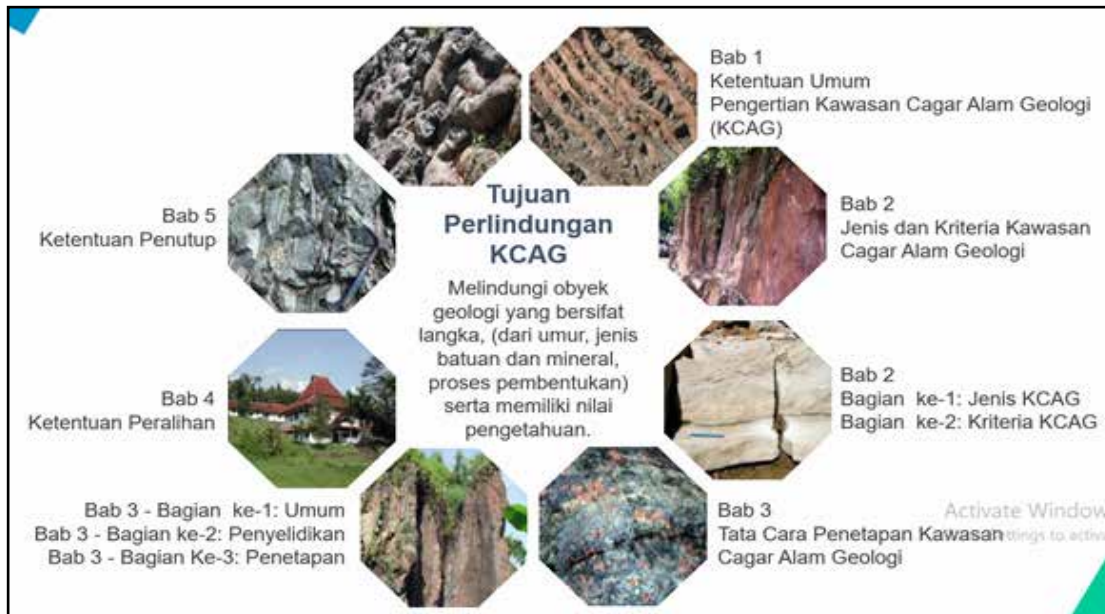 Bab 1
Ketentuan Umum
Pengertian Kawasan Cagar Alam Geologi
(KCAG)
Bab 2
Jenis dan Kriteria Kawasan
Cagar Alam Geologi
Bab 2
Bagian ke-1: Jenis KCAG
Bagian ke-2: Kriteria KCAG
Bab 3
Tata Cara Penetapan Kawasan
Cagar Alam Geologi
Bab 3 - Bagian ke-1: Umum
Bab 3 - Bagian ke-2: Penyelidikan
Bab 3 - Bagian Ke-3: Penetapan
Bab 4
Ketentuan Peralihan
Bab 5
Ketentuan Penutup
Tujuan
Perlindungan
KCAG
Melindungi obyek
geologi yang bersifat
langka, (dari umur, jenis
batuan dan mineral,
proses pembentukan)
serta memiliki nilai
pengetahuan.
Activate Window
to activa